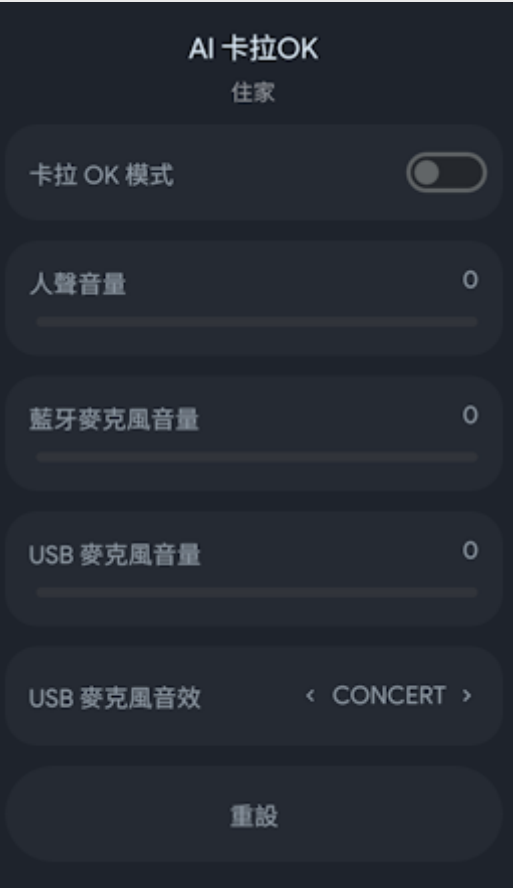 AI 卡拉OK
住家
卡拉 OK 模式
人聲音量 0
藍牙麥克風音量 0
USB 麥克風音量 0
USB 麥克風音效 < CONCERT >
重設